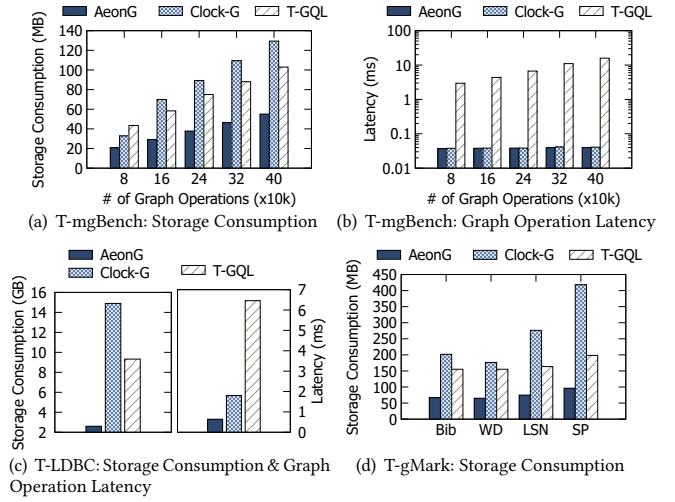 AeonG Clock-G T-GQL
Storage Consumption (MB)
140
120
100
80
60
40
20
0
8 16 24 32 40
# of Graph Operations (x10k)
(a) T-mgBench: Storage Consumption
AeonG Clock-G T-GQL
Latency (ms)
100
10
1
0.1
0.01
8 16 24 32 40
# of Graph Operations (x10k)
(b) T-mgBench: Graph Operation Latency
AeonG
Clock-G T-GQL
Storage Consumption (GB)
16
14
12
10
8
6
4
2
7
6
5
4
3
2
1
0
Latency (ms)
(c) T-LDBC: Storage Consumption & Graph
Operation Latency
AeonG Clock-G T-GQL
Storage Consumption (MB)
450
400
350
300
250
200
150
100
50
0
Bib WD LSN SP
(d) T-gMark: Storage Consumption